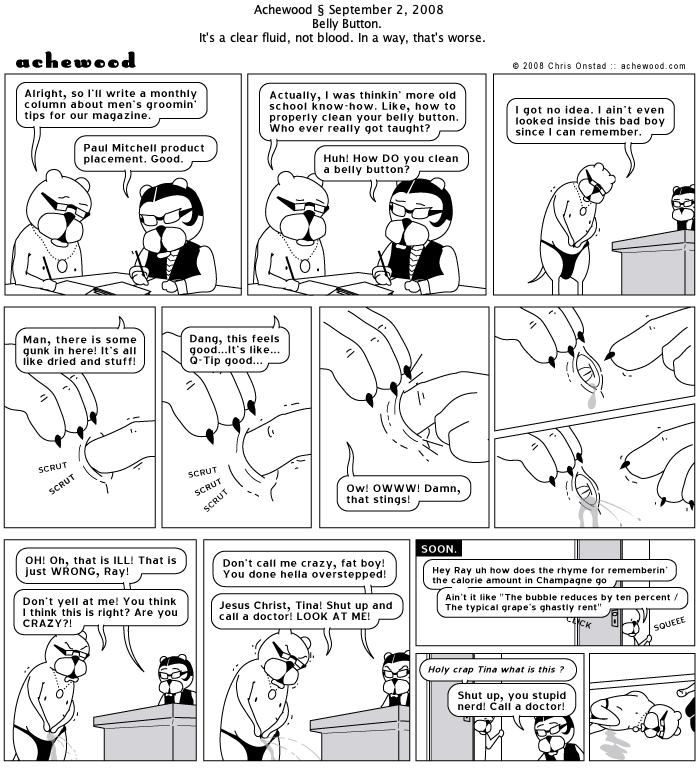 Achewood § September 2, 2008
Belly Button.
It's a clear fluid, not blood. In a way, that's worse.
achewood
© 2008 Chris Onstad :: achewood.com
Alright, so I'll write a monthly
column about men's groomin'
tips for our magazine.
Paul Mitchell product
placement. Good.
Actually, I was thinkin' more old
school know-how. Like, how to
properly clean your belly button.
Who ever really got taught?
Huh! How DO you clean
a belly button?
I got no idea. I ain't even
looked inside this bad boy
since I can remember.
Man, there is some
gunk in here! It's all
like dried and stuff!
SCRUT
SCRUT
Dang, this feels
good...It's like...
Q-Tip good...
SCRUT
SCRUT
SCRUT
Ow! OWWW! Damn,
that stings!
OH! Oh, that is ILL! That is
just WRONG, Ray!
Don't yell at me! You think
I think this is right? Are you
CRAZY?!
Don't call me crazy, fat boy!
You done hella overstepped!
Jesus Christ, Tina! Shut up and
call a doctor! LOOK AT ME!
SOON.
Hey Ray uh how does the rhyme for rememberin'
the calorie amount in Champagne go
Ain't it like "The bubble reduces by ten percent /
The typical grape's ghastly rent"
CLICK
SQUEEE
Holy crap Tina what is this ?
Shut up, you stupid
nerd! Call a doctor!